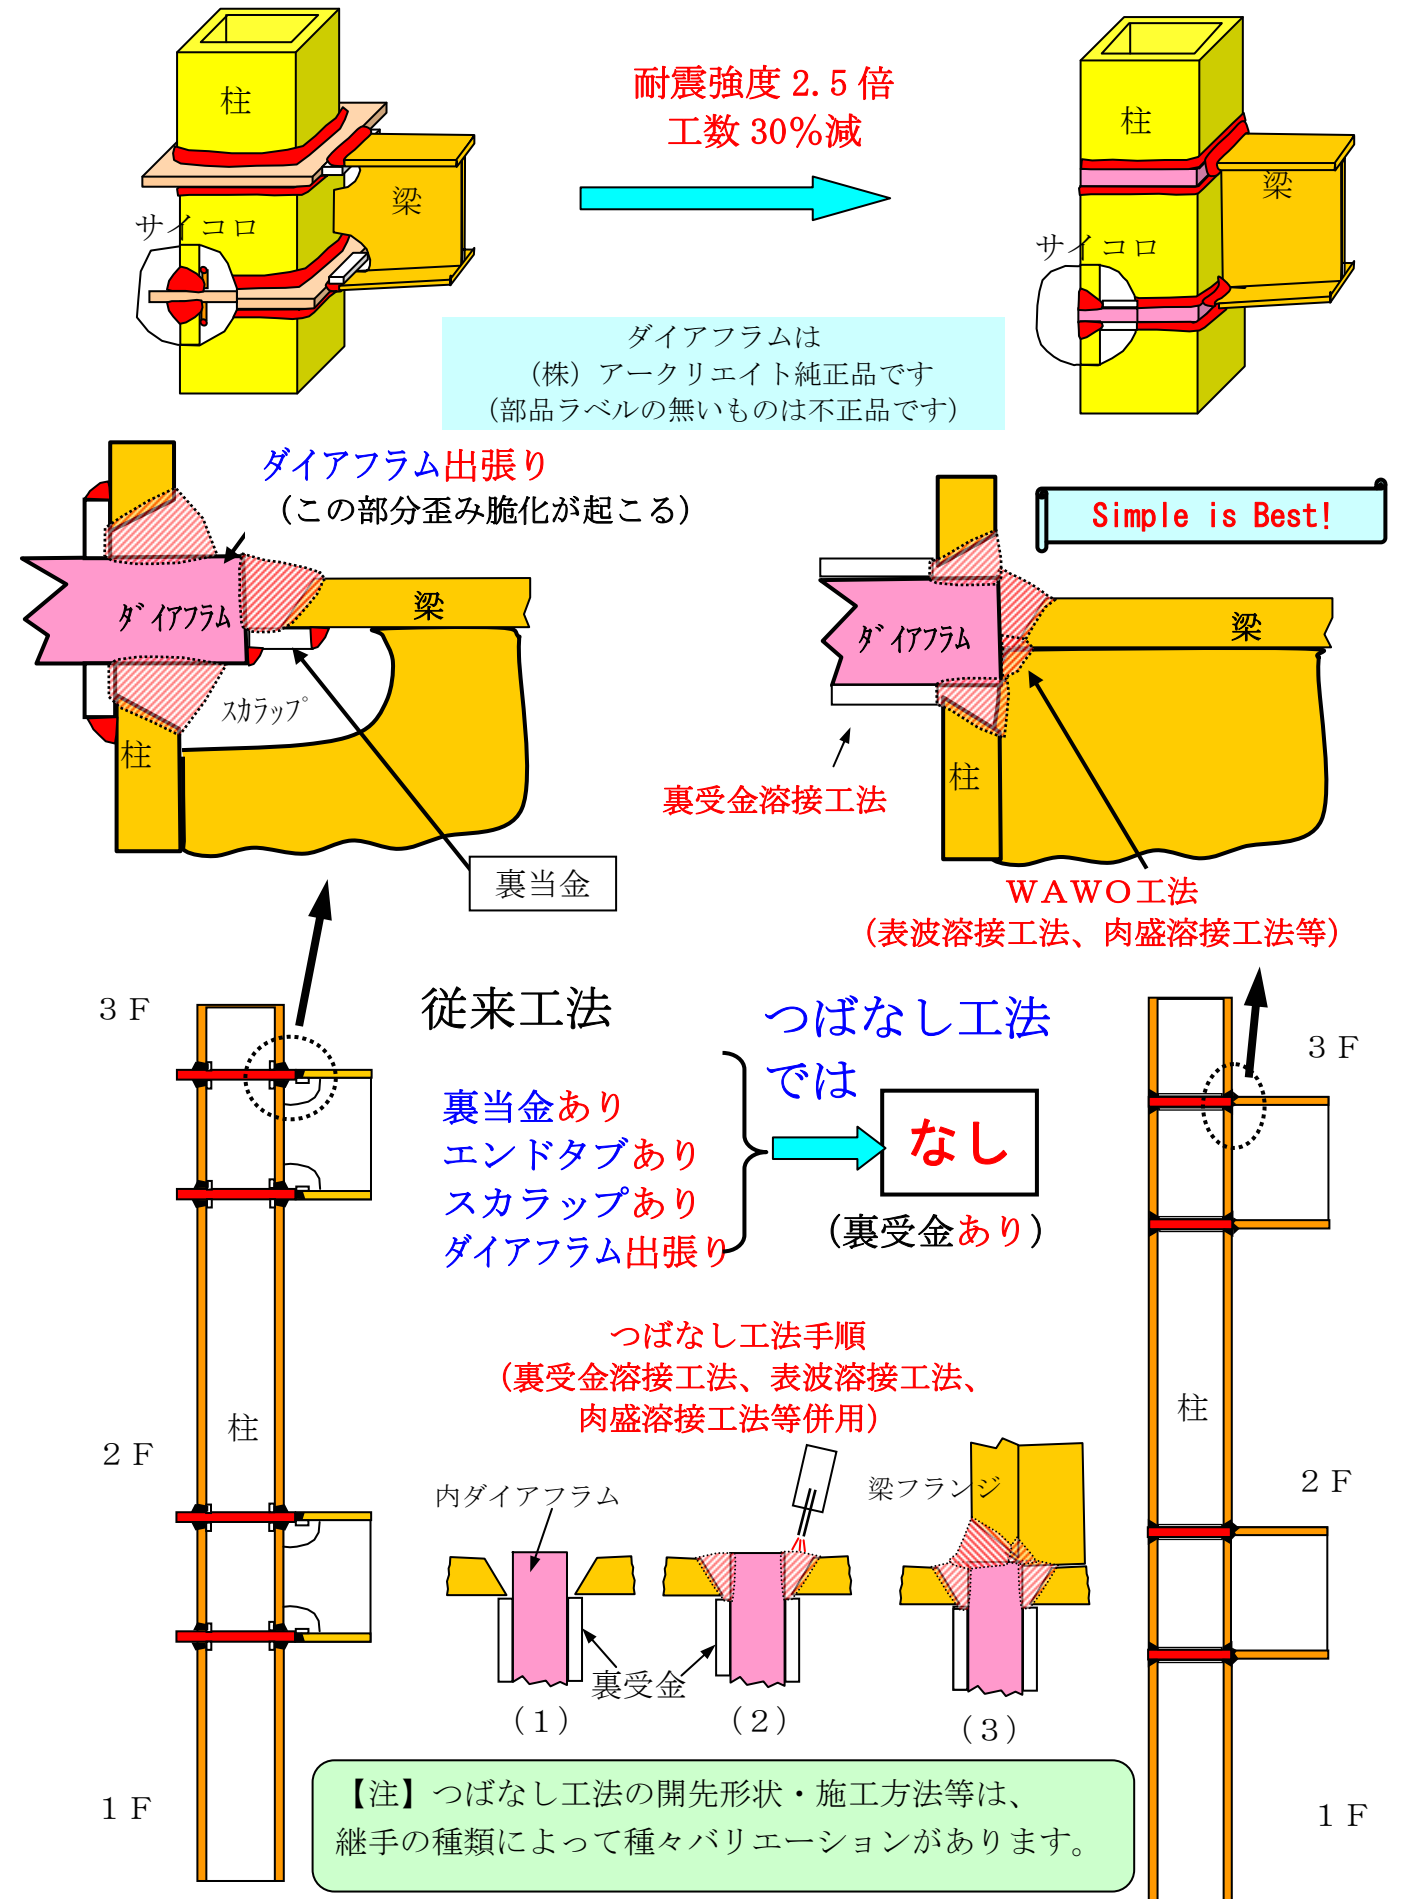 柱
耐震強度 2.5 倍
工数 30%減
柱
梁
梁
サイコロ
サイコロ
ダイアフラムは
（株）アークリエイト純正品です
（部品ラベルの無いものは不正品です）
ダイアフラム出張り
（この部分歪み脆化が起こる）
Simple is Best!
ダイアフラム
梁
ダイアフラム
梁
スカラップ
柱
柱
裏受金溶接工法
裏当金
ＷＡＷＯ工法
（表波溶接工法、肉盛溶接工法等）
３Ｆ
従来工法
つばなし工法
では
３Ｆ
裏当金あり
エンドタブあり
スカラップあり
ダイアフラム出張り
なし
（裏受金あり）
つばなし工法手順
（裏受金溶接工法、表波溶接工法、
肉盛溶接工法等併用）
柱
２Ｆ
柱
２Ｆ
内ダイアフラム
梁フランジ
裏受金
（１）
（２）
（３）
【注】つばなし工法の開先形状・施工方法等は、
継手の種類によって種々バリエーションがあります。
１Ｆ
１Ｆ